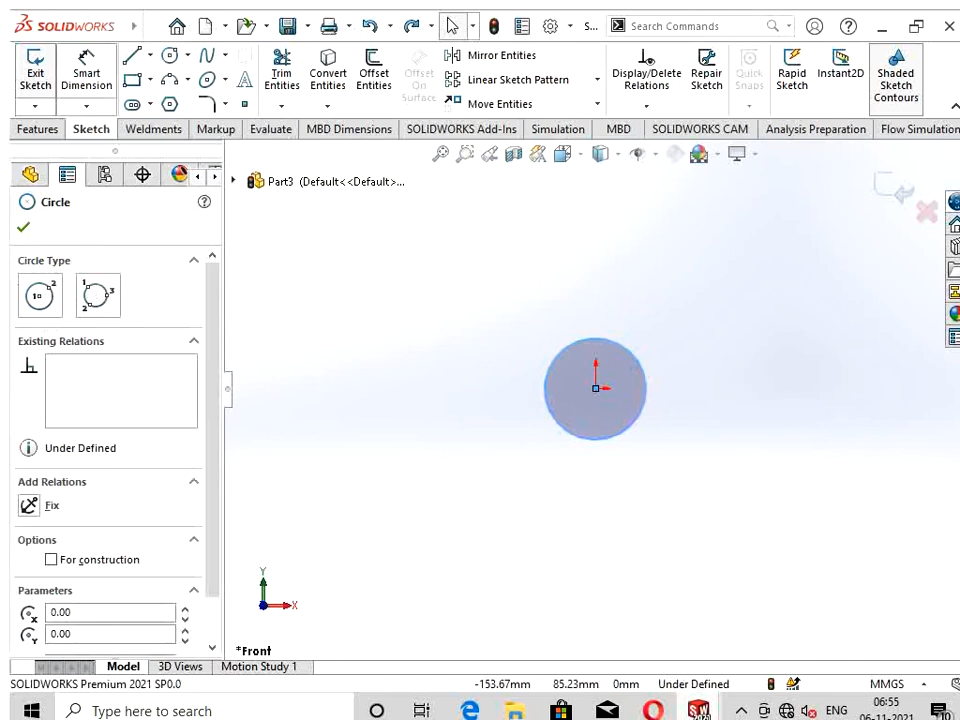 SOLIDWORKS
S...
Search Commands
Exit Sketch
Smart Dimension
Trim Entities
Convert Entities
Offset Entities
Offset On Surface
Mirror Entities
Linear Sketch Pattern
Move Entities
Display/Delete Relations
Repair Sketch
Quick Snaps
Rapid Sketch
Instant2D
Shaded Sketch Contours
Features Sketch Weldments Markup Evaluate MBD Dimensions SOLIDWORKS Add-Ins Simulation MBD SOLIDWORKS CAM Analysis Preparation Flow Simulation
Part3 (Default<<Default>...
Circle
Circle Type
Existing Relations
Under Defined
Add Relations
Fix
Options
For construction
Parameters
0.00
0.00
Y
X
*Front
Model 3D Views Motion Study 1
SOLIDWORKS Premium 2021 SP0.0
-153.67mm 85.23mm 0mm Under Defined
MMGS
Type here to search
ENG
06:55
06-11-2021